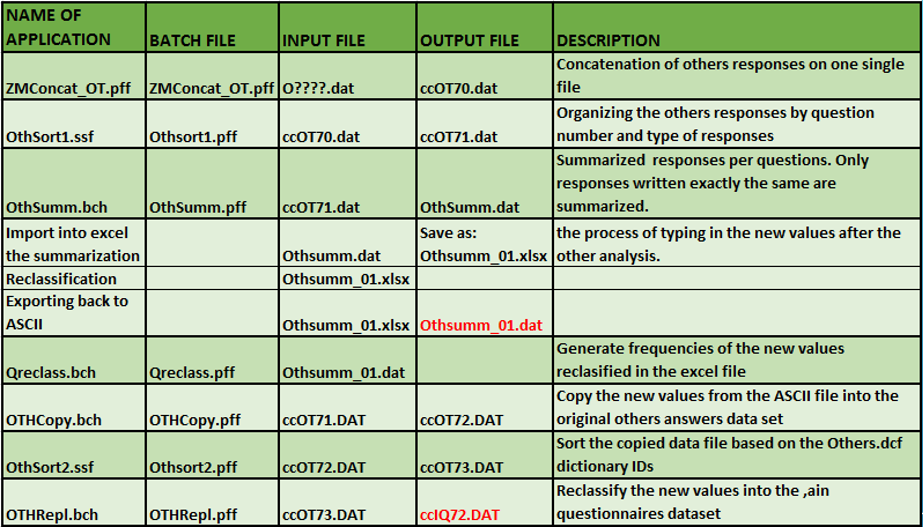 NAME OF
APPLICATION BATCH FILE INPUT FILE OUTPUT FILE DESCRIPTION
ZMConcat_OT.pff ZMConcat_OT.pff O????.dat ccOT70.dat Concatenation of others responses on one single
file
OthSort1.ssf Othsort1.pff ccOT70.dat ccOT71.dat Organizing the others responses by question
number and type of responses
OthSumm.bch OthSumm.pff ccOT71.dat OthSumm.dat Summarized responses per questions. Only
responses written exactly the same are
summarized.
Import into excel
the summarization Othsumm.dat Save as:
Othsumm_01.xlsx the process of typing in the new values after the
other analysis.
Reclassification Othsumm_01.xlsx
Exporting back to
ASCII Othsumm_01.xlsx Othsumm_01.dat
Qreclass.bch Qreclass.pff Othsumm_01.dat Generate frequencies of the new values
reclasified in the excel file
OTHCopy.bch OTHCopy.pff ccOT71.DAT ccOT72.DAT Copy the new values from the ASCII file into the
original others answers data set
OthSort2.ssf Othsort2.pff ccOT72.DAT ccOT73.DAT Sort the copied data file based on the Others.dcf
dictionary IDs
OTHRepl.bch OTHRepl.pff ccOT73.DAT ccIQ72.DAT Reclassify the new values into the ,ain
questionnaires dataset